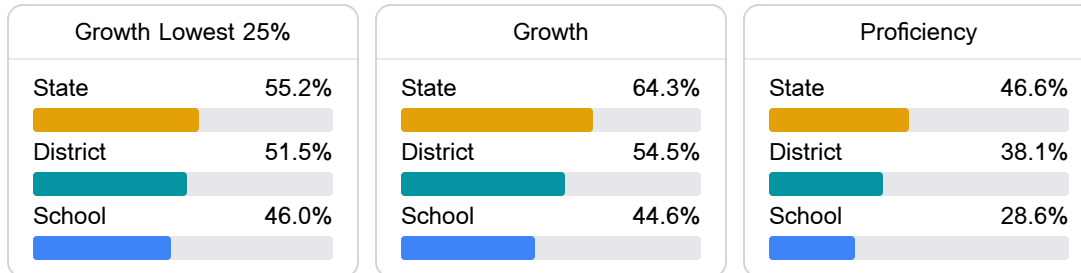 Growth Lowest 25%
State 55.2%
District 51.5%
School 46.0%
Growth
State 64.3%
District 54.5%
School 44.6%
Proficiency
State 46.6%
District 38.1%
School 28.6%